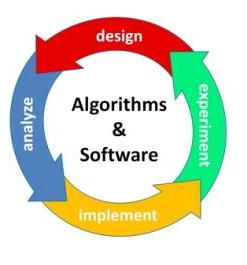 design
analyze
Algorithms
&
Software
experiment
implement